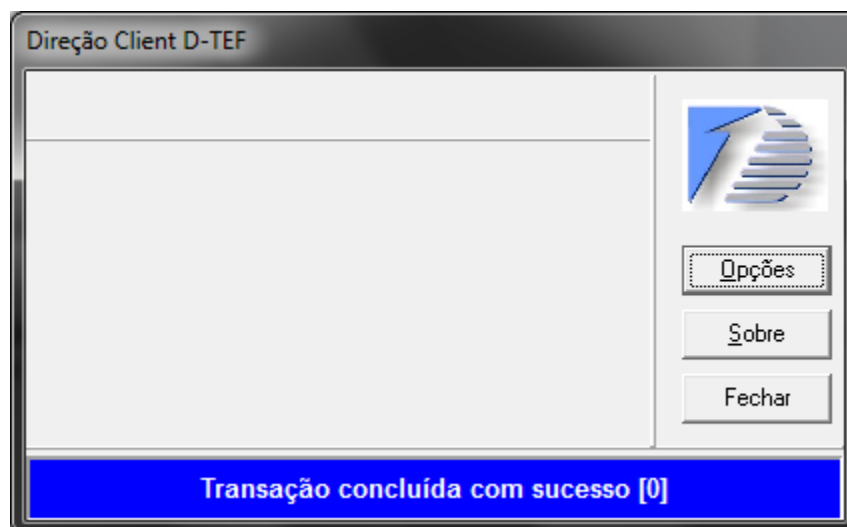 Direção Client D-TEF
Opções
Sobre
Fechar
Transação concluída com sucesso [0]